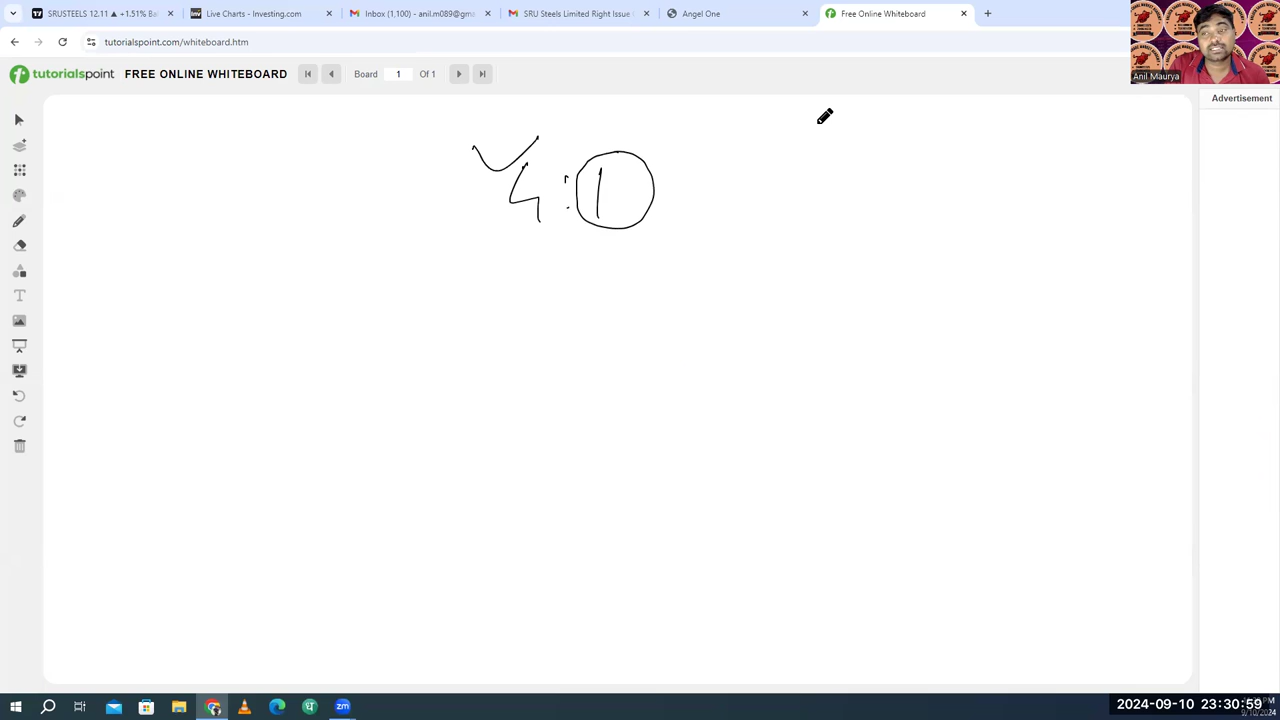 SRUSTEELS 12.11 ▲ +1.51% Bal
Live Charts - Investing.com
Inbox (1,100) - anil.m089@gma
SRU Steels Limited Right Issue
Angel One
Free Online Whiteboard
tutorialspoint.com/whiteboard.htm
tutorialspoint FREE ONLINE WHITEBOARD Board 1 Of 1
Anil Maurya
Advertisement
4 : 1
2024-09-10 23:30:59